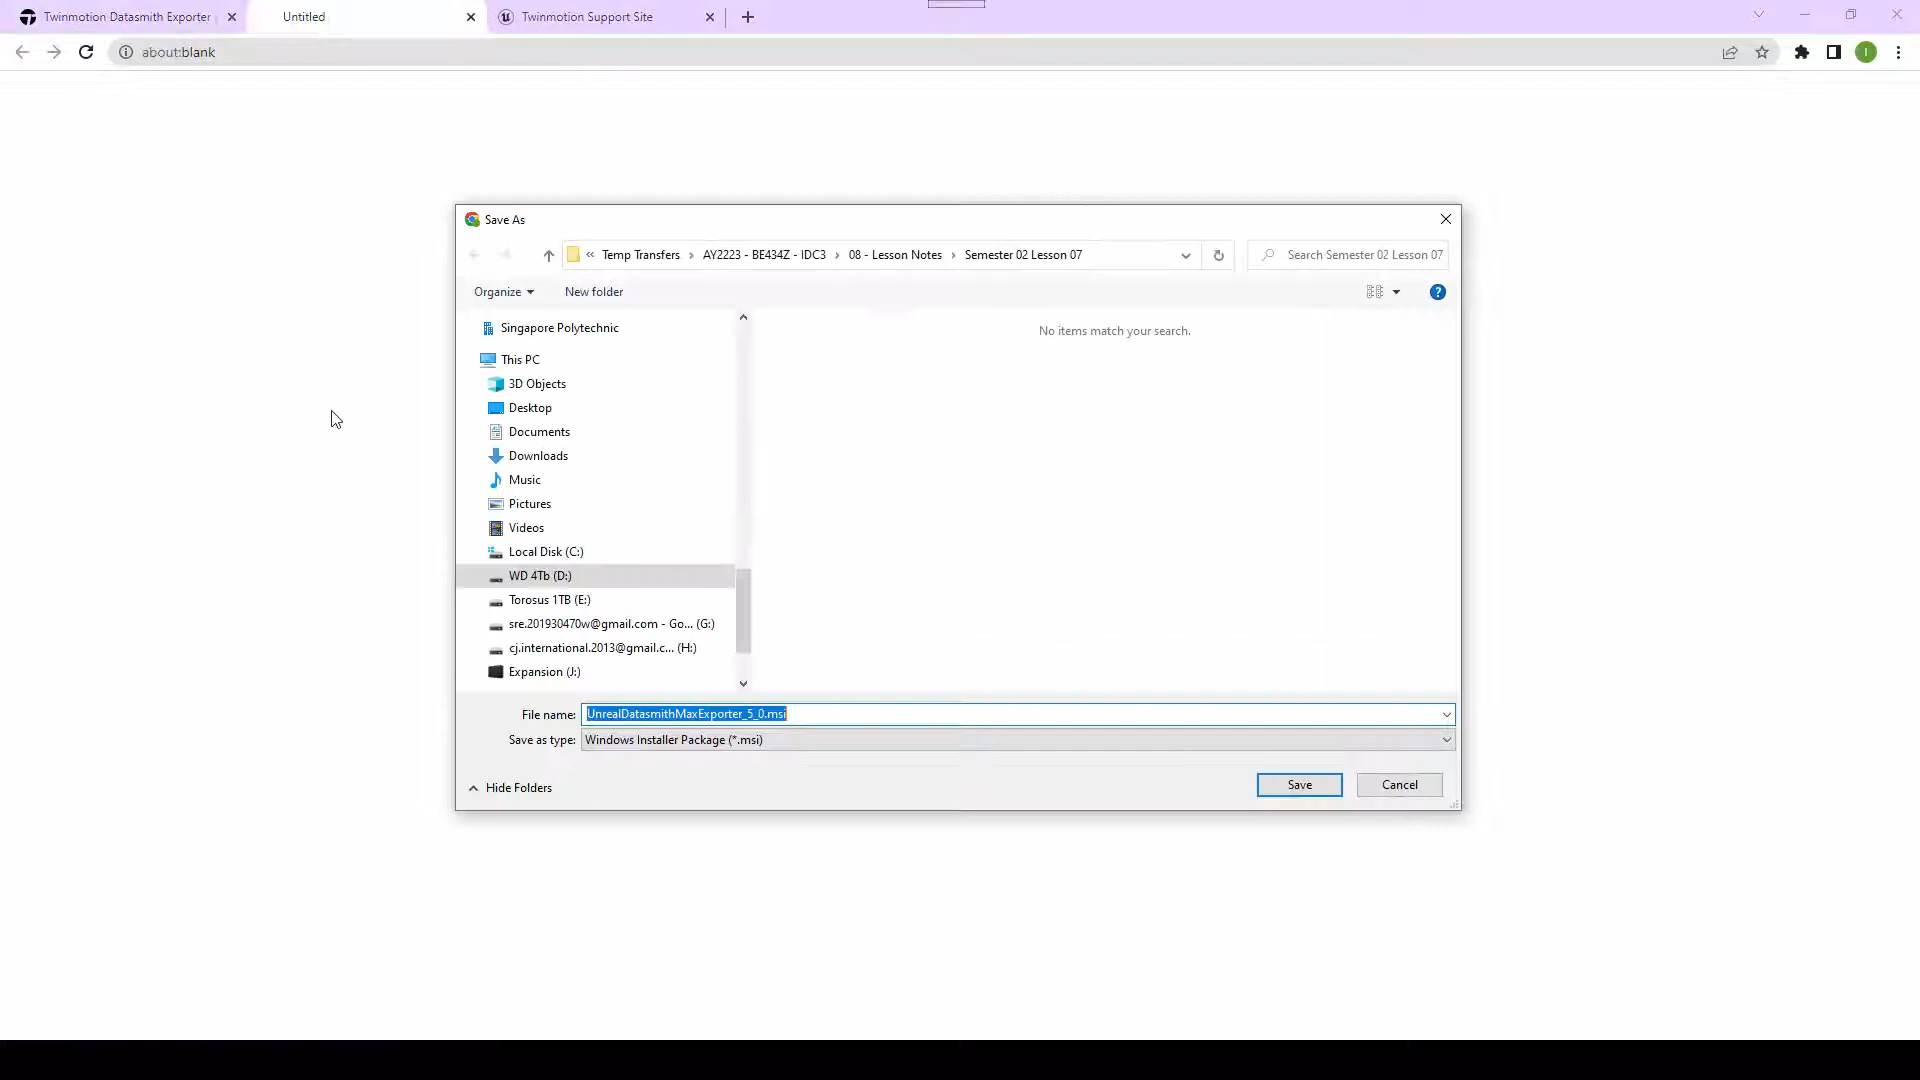 Twinmotion Datasmith Exporter
Untitled
Twinmotion Support Site
about:blank
I
Save As
« Temp Transfers › AY2223 - BE434Z - IDC3 › 08 - Lesson Notes › Semester 02 Lesson 07
Search Semester 02 Lesson 07
Organize
New folder
?
Singapore Polytechnic
This PC
3D Objects
Desktop
Documents
Downloads
Music
Pictures
Videos
Local Disk (C:)
WD 4Tb (D:)
Torosus 1TB (E:)
sre.201930470w@gmail.com - Go... (G:)
cj.international.2013@gmail.c... (H:)
Expansion (J:)
No items match your search.
File name: UnrealDatasmithMaxExporter_5_0.msi
Save as type: Windows Installer Package (*.msi)
Hide Folders
Save
Cancel